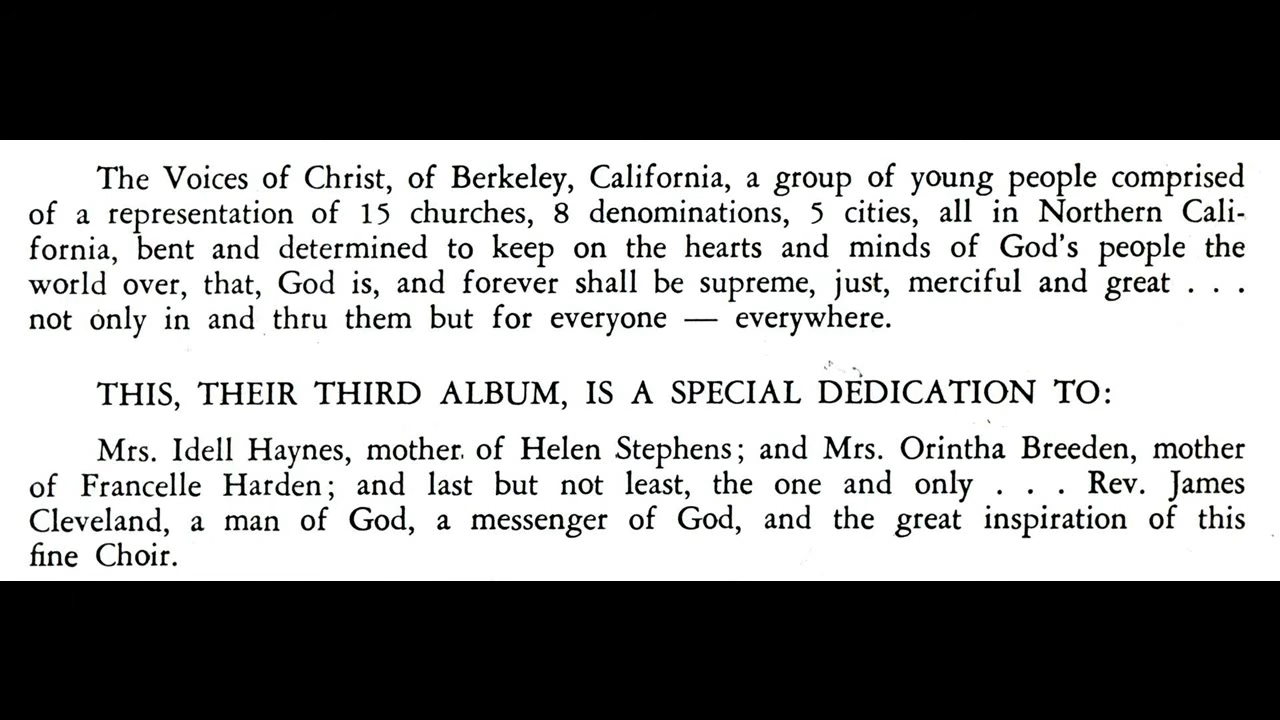 The Voices of Christ, of Berkeley, California, a group of young people comprised
of a representation of 15 churches, 8 denominations, 5 cities, all in Northern Cali-
fornia, bent and determined to keep on the hearts and minds of God's people the
world over, that, God is, and forever shall be supreme, just, merciful and great . . .
not only in and thru them but for everyone — everywhere.
THIS, THEIR THIRD ALBUM, IS A SPECIAL DEDICATION TO:
Mrs. Idell Haynes, mother of Helen Stephens; and Mrs. Orintha Breeden, mother
of Francelle Harden; and last but not least, the one and only . . . Rev. James
Cleveland, a man of God, a messenger of God, and the great inspiration of this
fine Choir.